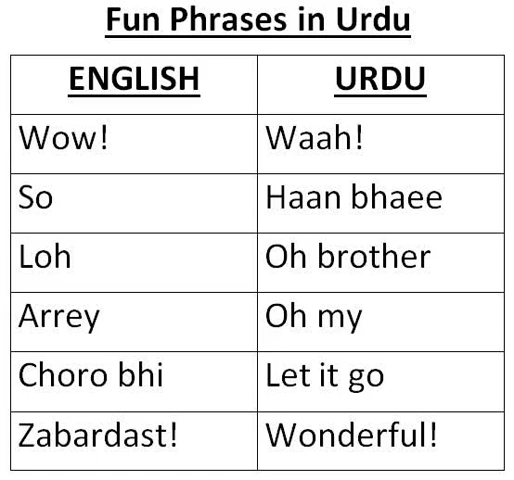 Fun Phrases in Urdu
ENGLISH URDU
Wow! Waah!
So Haan bhaee
Loh Oh brother
Arrey Oh my
Choro bhi Let it go
Zabardast! Wonderful!